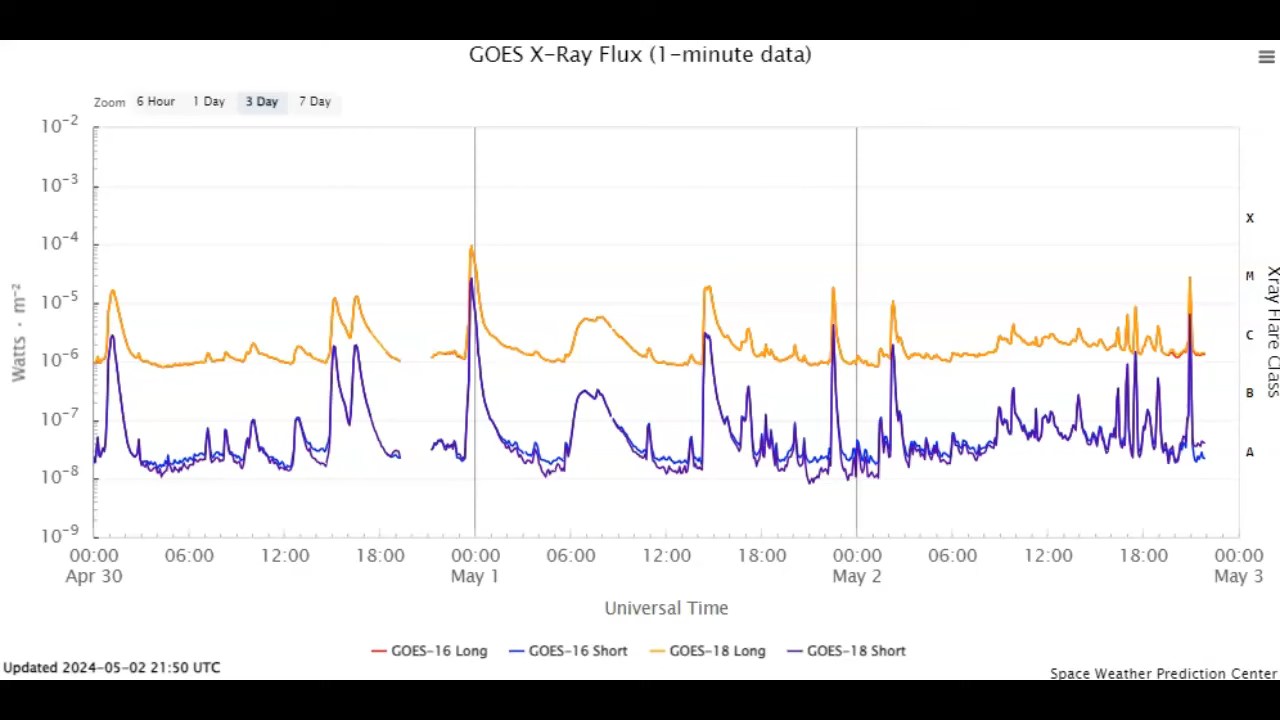 GOES X-Ray Flux (1-minute data)
Zoom 6 Hour 1 Day 3 Day 7 Day
10⁻²
10⁻³
10⁻⁴
10⁻⁵
10⁻⁶
10⁻⁷
10⁻⁸
10⁻⁹
Watts · m⁻²
X
M
C
B
A
Xray Flare Class
00:00 06:00 12:00 18:00 00:00 06:00 12:00 18:00 00:00 06:00 12:00 18:00 00:00
Apr 30 May 1 May 2 May 3
Universal Time
GOES-16 Long GOES-16 Short GOES-18 Long GOES-18 Short
Updated 2024-05-02 21:50 UTC
Space Weather Prediction Center